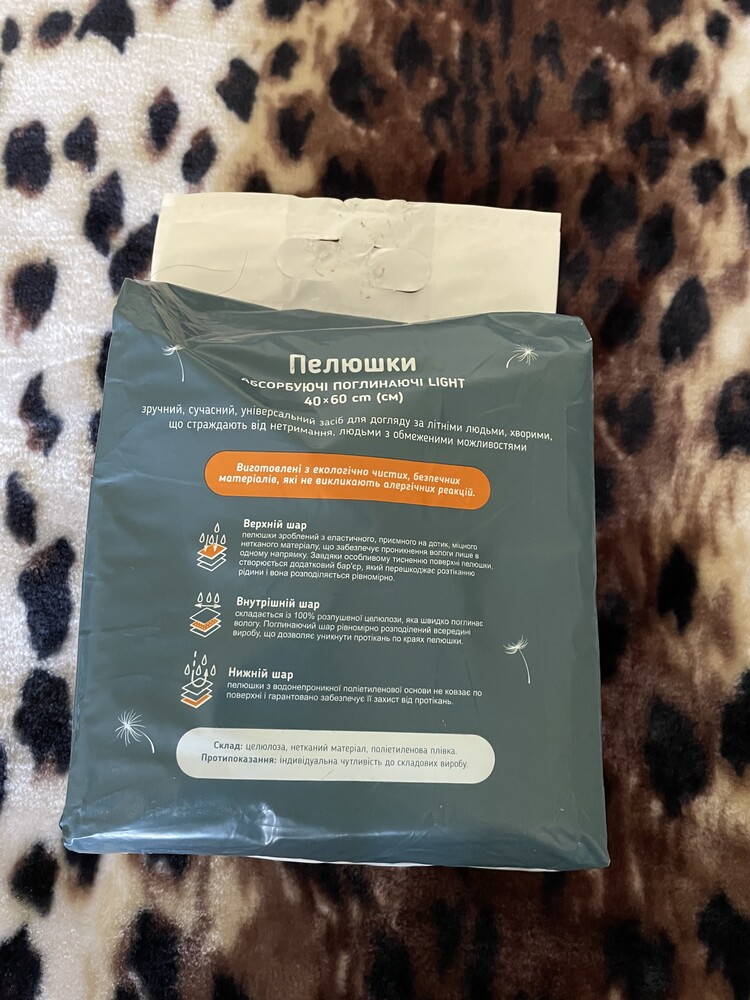 Пелюшки
АБСОРБУЮЧІ ПОГЛИНАЮЧІ LIGHT
40×60 cm (см)
зручний, сучасний, універсальний засіб для догляду за літніми людьми, хворими,
що страждають від нетримання, людьми з обмеженими можливостями
Виготовлені з екологічно чистих, безпечних
матеріалів, які не викликають алергічних реакцій.
Верхній шар
пелюшки зроблений з еластичного, приємного на дотик, міцного
нетканого матеріалу, що забезпечує проникнення вологи лише в
одному напрямку. Завдяки особливому тисненню поверхні пелюшки,
створюється додатковий бар'єр, який перешкоджає розтіканню
рідини і вона розподіляється рівномірно.
Внутрішній шар
складається із 100% розпушеної целюлози, яка швидко поглинає
вологу. Поглинаючий шар рівномірно розподілений всередині
виробу, що дозволяє уникнути протікань по краях пелюшки.
Нижній шар
пелюшки з водонепроникної поліетиленової основи не ковзає по
поверхні і гарантовано забезпечує її захист від протікань.
Склад: целюлоза, нетканий матеріал, поліетиленова плівка.
Протипоказання: індивідуальна чутливість до складових виробу.